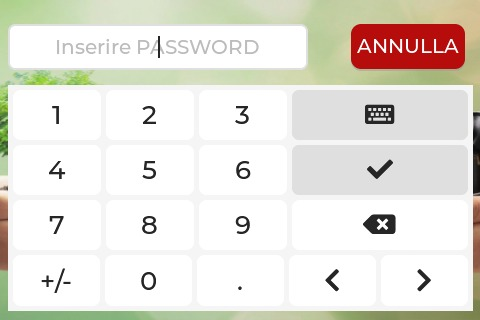 Inserire PASSWORD ANNULLA
1 2 3
4 5 6
7 8 9
+/- 0 .